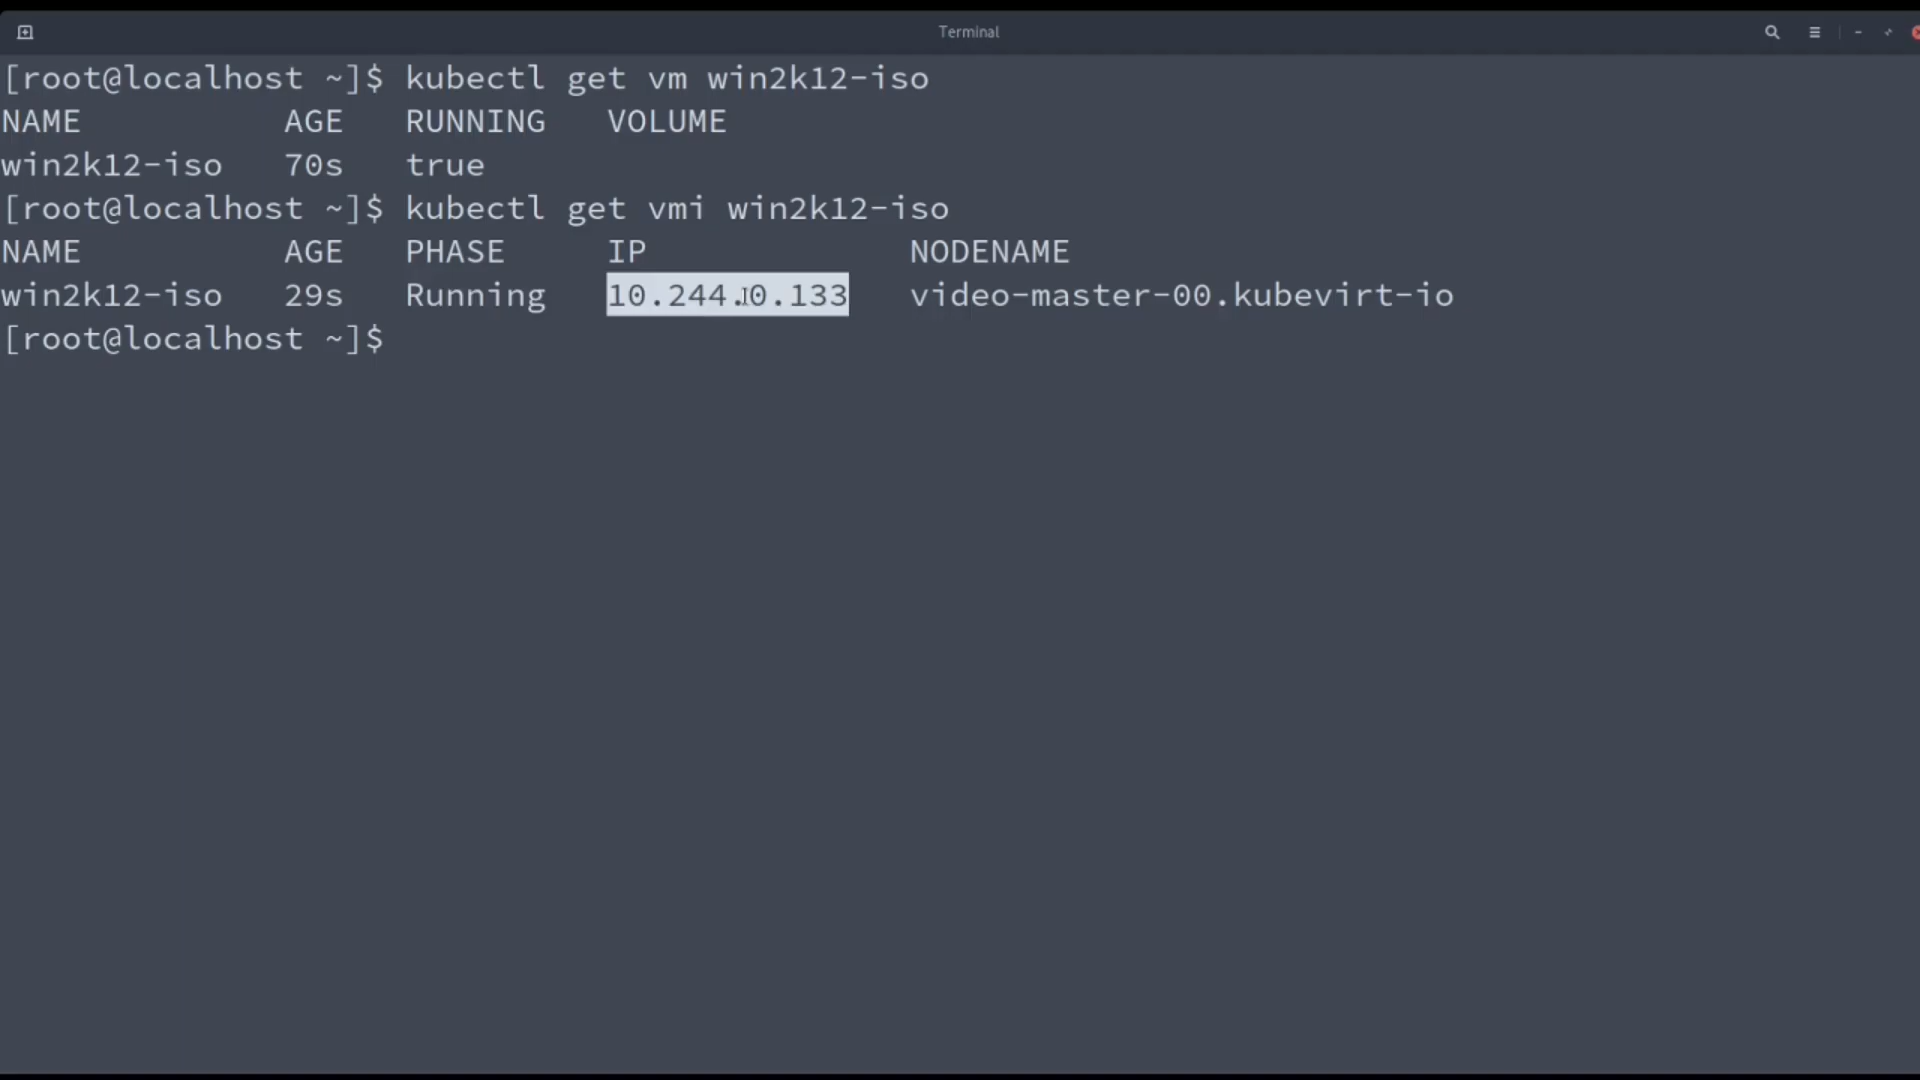 Terminal
[root@localhost ~]$ kubectl get vm win2k12-iso
NAME AGE RUNNING VOLUME
win2k12-iso 70s true
[root@localhost ~]$ kubectl get vmi win2k12-iso
NAME AGE PHASE IP NODENAME
win2k12-iso 29s Running 10.244.0.133 video-master-00.kubevirt-io
[root@localhost ~]$